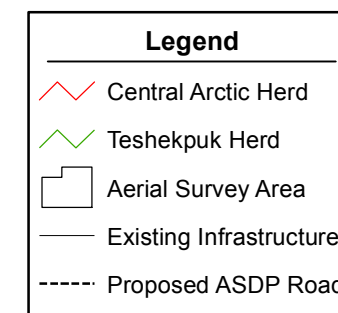 Legend
Central Arctic Herd
Teshekpuk Herd
Aerial Survey Area
Existing Infrastructure
Proposed ASDP Road